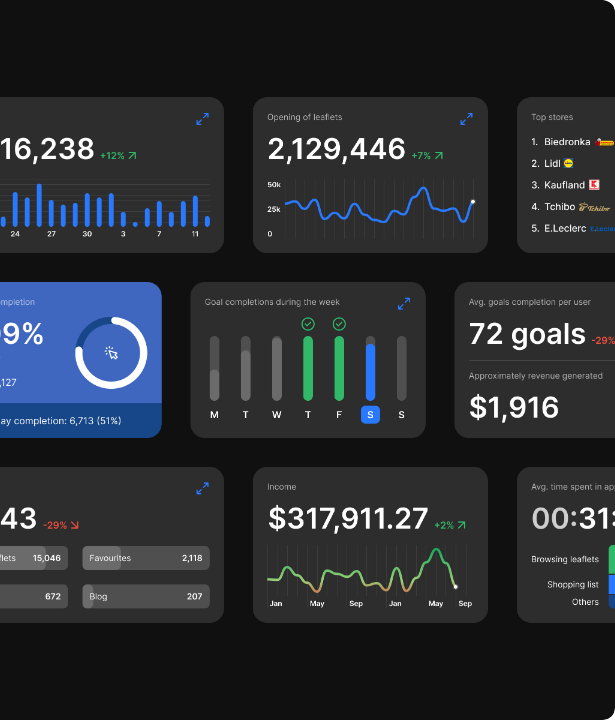 16,238 +12%
24 27 30 3 7 11
Opening of leaflets
2,129,446 +7%
50k
25k
0
Top stores
1. Biedronka
2. Lidl
3. Kaufland
4. Tchibo Tchibo
5. E.Leclerc E.Leclerc
ompletion
99%
,127
ay completion: 6,713 (51%)
Goal completions during the week
M T W T F S S
Avg. goals completion per user
72 goals -29%
Approximately revenue generated
$1,916
43 -29%
flets 15,046
Favourites 2,118
672
Blog 207
Income
$317,911.27 +2%
Jan May Sep Jan May Sep
Avg. time spent in ap
00:31:
Browsing leaflets
Shopping list
Others